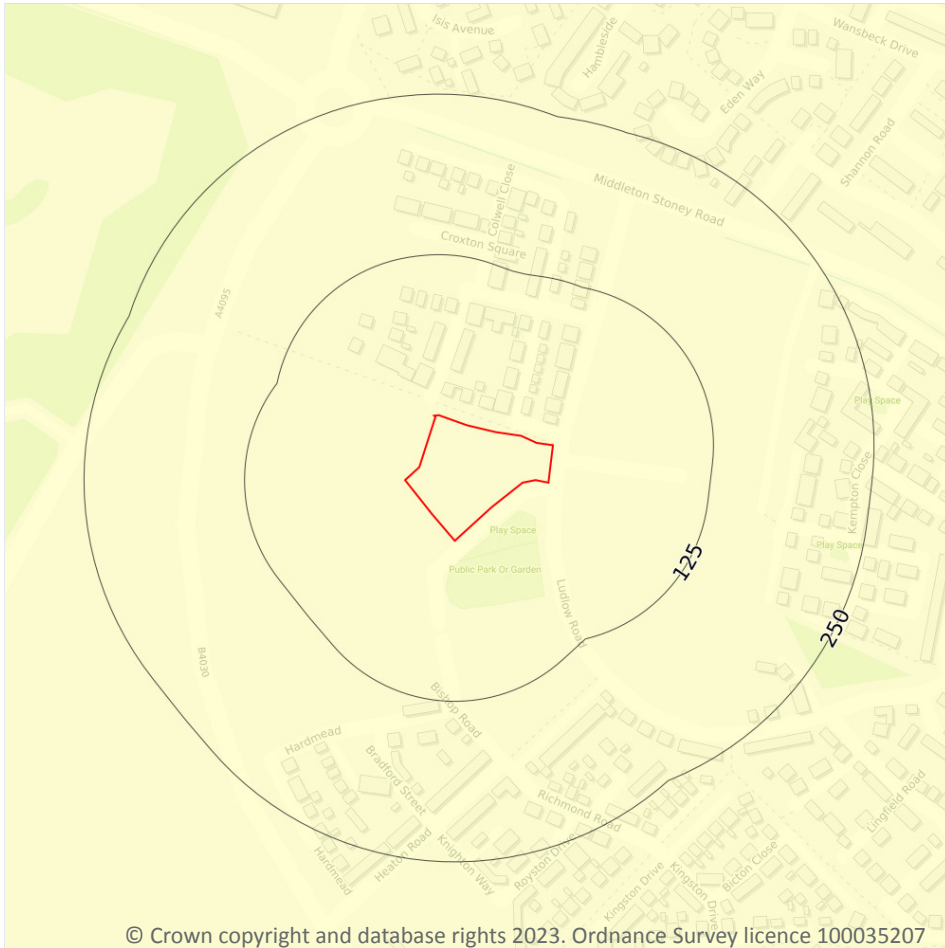 Isis Avenue
Hambleside
Wansbeck Drive
Eden Way
Shannon Road
Middleton Stoney Road
Colwell Close
Croxton Square
A4095
Play Space
Kempton Close
Play Space
Play Space
Public Park Or Garden
125
Ludlow Road
250
B4030
Bishop Road
Hardmead
Bradford Street
Richmond Road
Lingfield Road
Heaton Road
Knighton Way
Royston Drive
Hardmead
Kingston Drive
Kingston Drive
Bicton Close
© Crown copyright and database rights 2023. Ordnance Survey licence 100035207